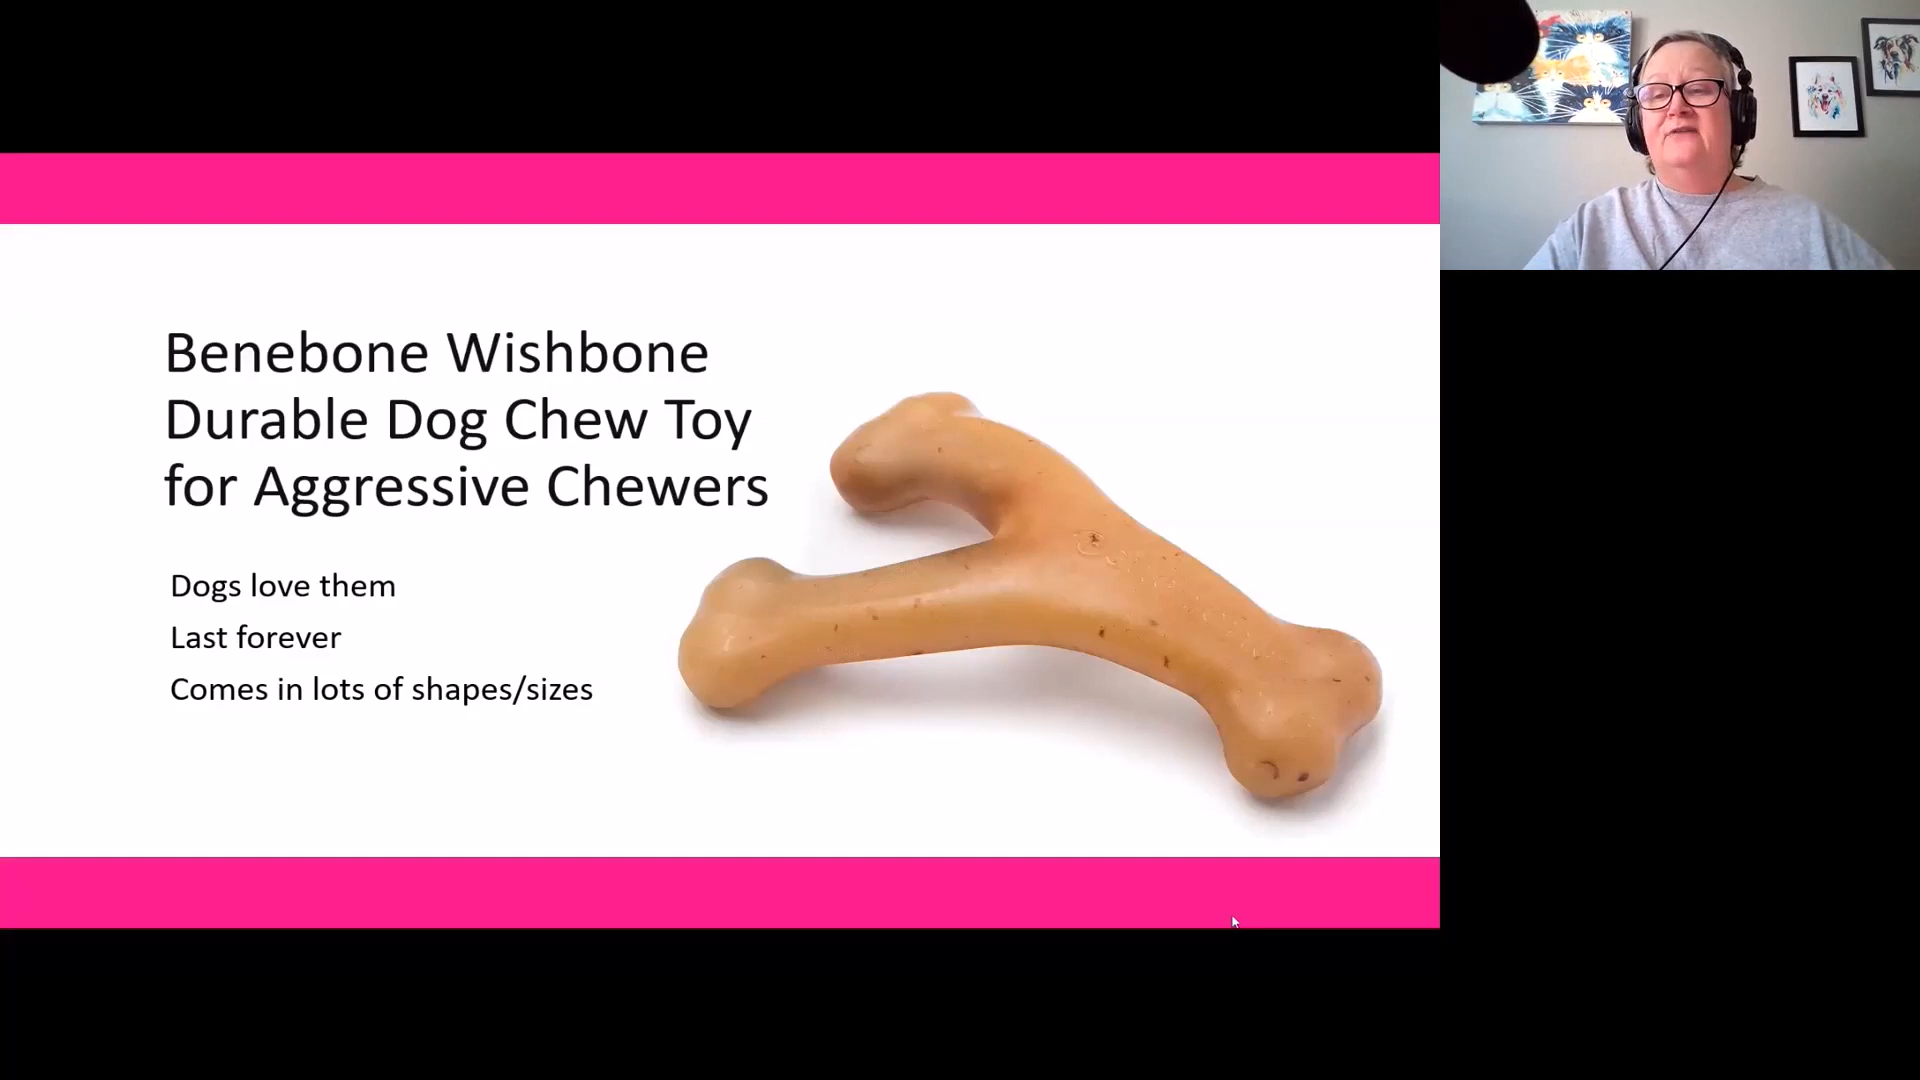 Benebone Wishbone
Durable Dog Chew Toy
for Aggressive Chewers
Dogs love them
Last forever
Comes in lots of shapes/sizes